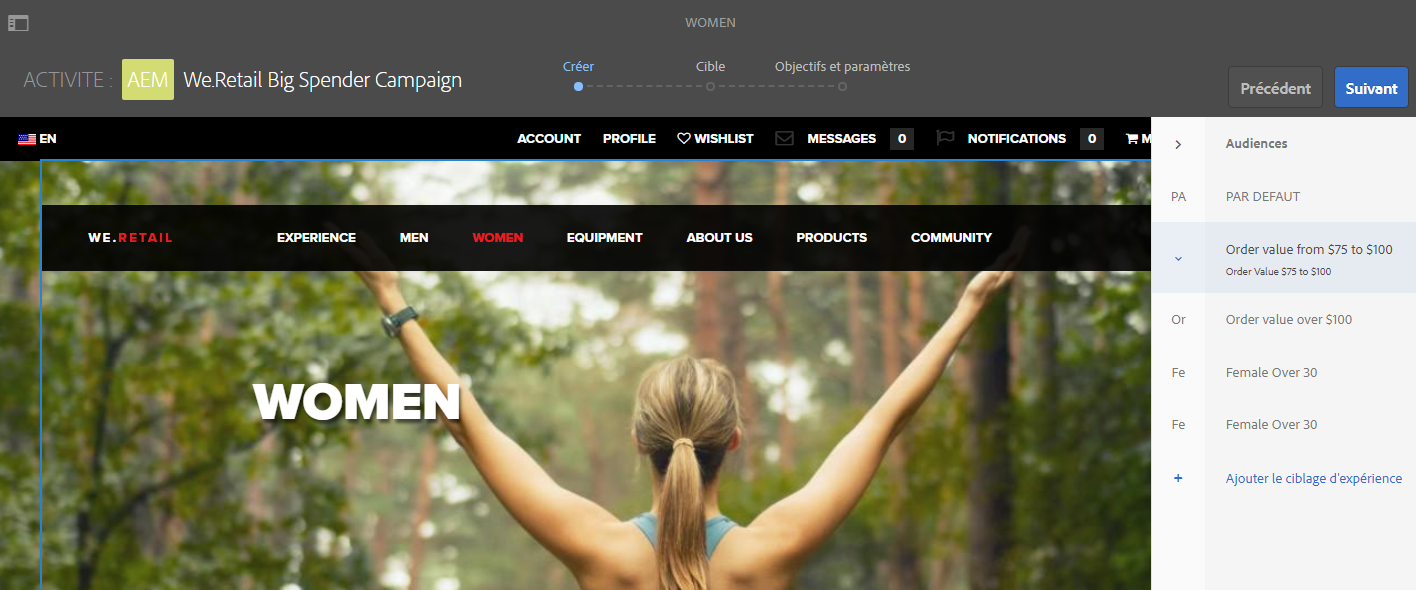 WOMEN
ACTIVITE : AEM We.Retail Big Spender Campaign
Créer Cible Objectifs et paramètres
Précédent Suivant
EN ACCOUNT PROFILE WISHLIST MESSAGES 0 NOTIFICATIONS 0 M
WE.RETAIL EXPERIENCE MEN WOMEN EQUIPMENT ABOUT US PRODUCTS COMMUNITY
WOMEN
Audiences
PA PAR DEFAUT
Order value from $75 to $100
Order Value $75 to $100
Or Order value over $100
Fe Female Over 30
Fe Female Over 30
+ Ajouter le ciblage d'expérience